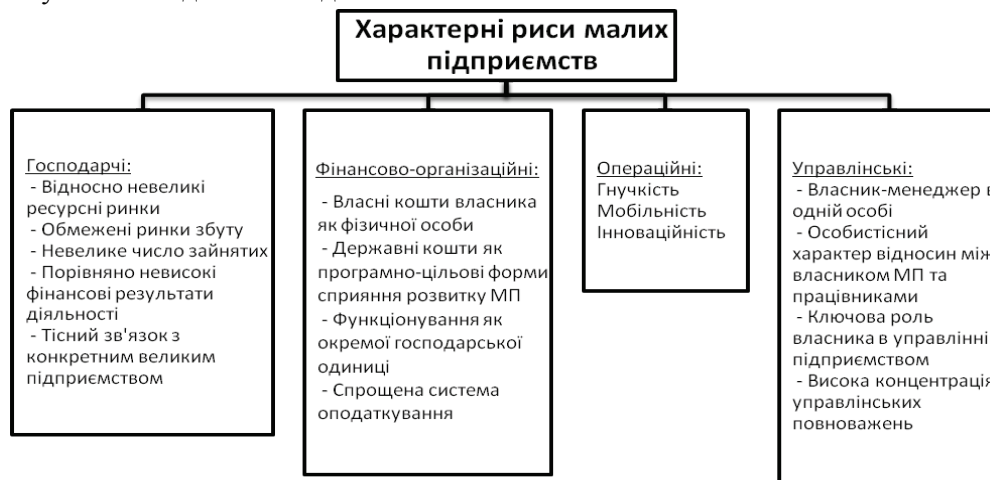 Характерні риси малих
підприємств
Господарчі:
- Відносно невеликі
ресурсні ринки
- Обмежені ринки збуту
- Невелике число зайнятих
- Порівняно невисокі
фінансові результати
діяльності
- Тісний зв'язок з
конкретним великим
підприємством
Фінансово-організаційні:
- Власні кошти власника
як фізичної особи
- Державні кошти як
програмно-цільові форми
сприяння розвитку МП
- Функціонування як
окремої господарської
одиниці
- Спрощена система
оподаткування
Операційні:
Гнучкість
Мобільність
Інноваційність
Управлінські:
- Власник-менеджер в
одній особі
- Особистісний
характер відносин між
власником МП та
працівниками
- Ключова роль
власника в управлінні
підприємством
- Висока концентрація
управлінських
повноважень